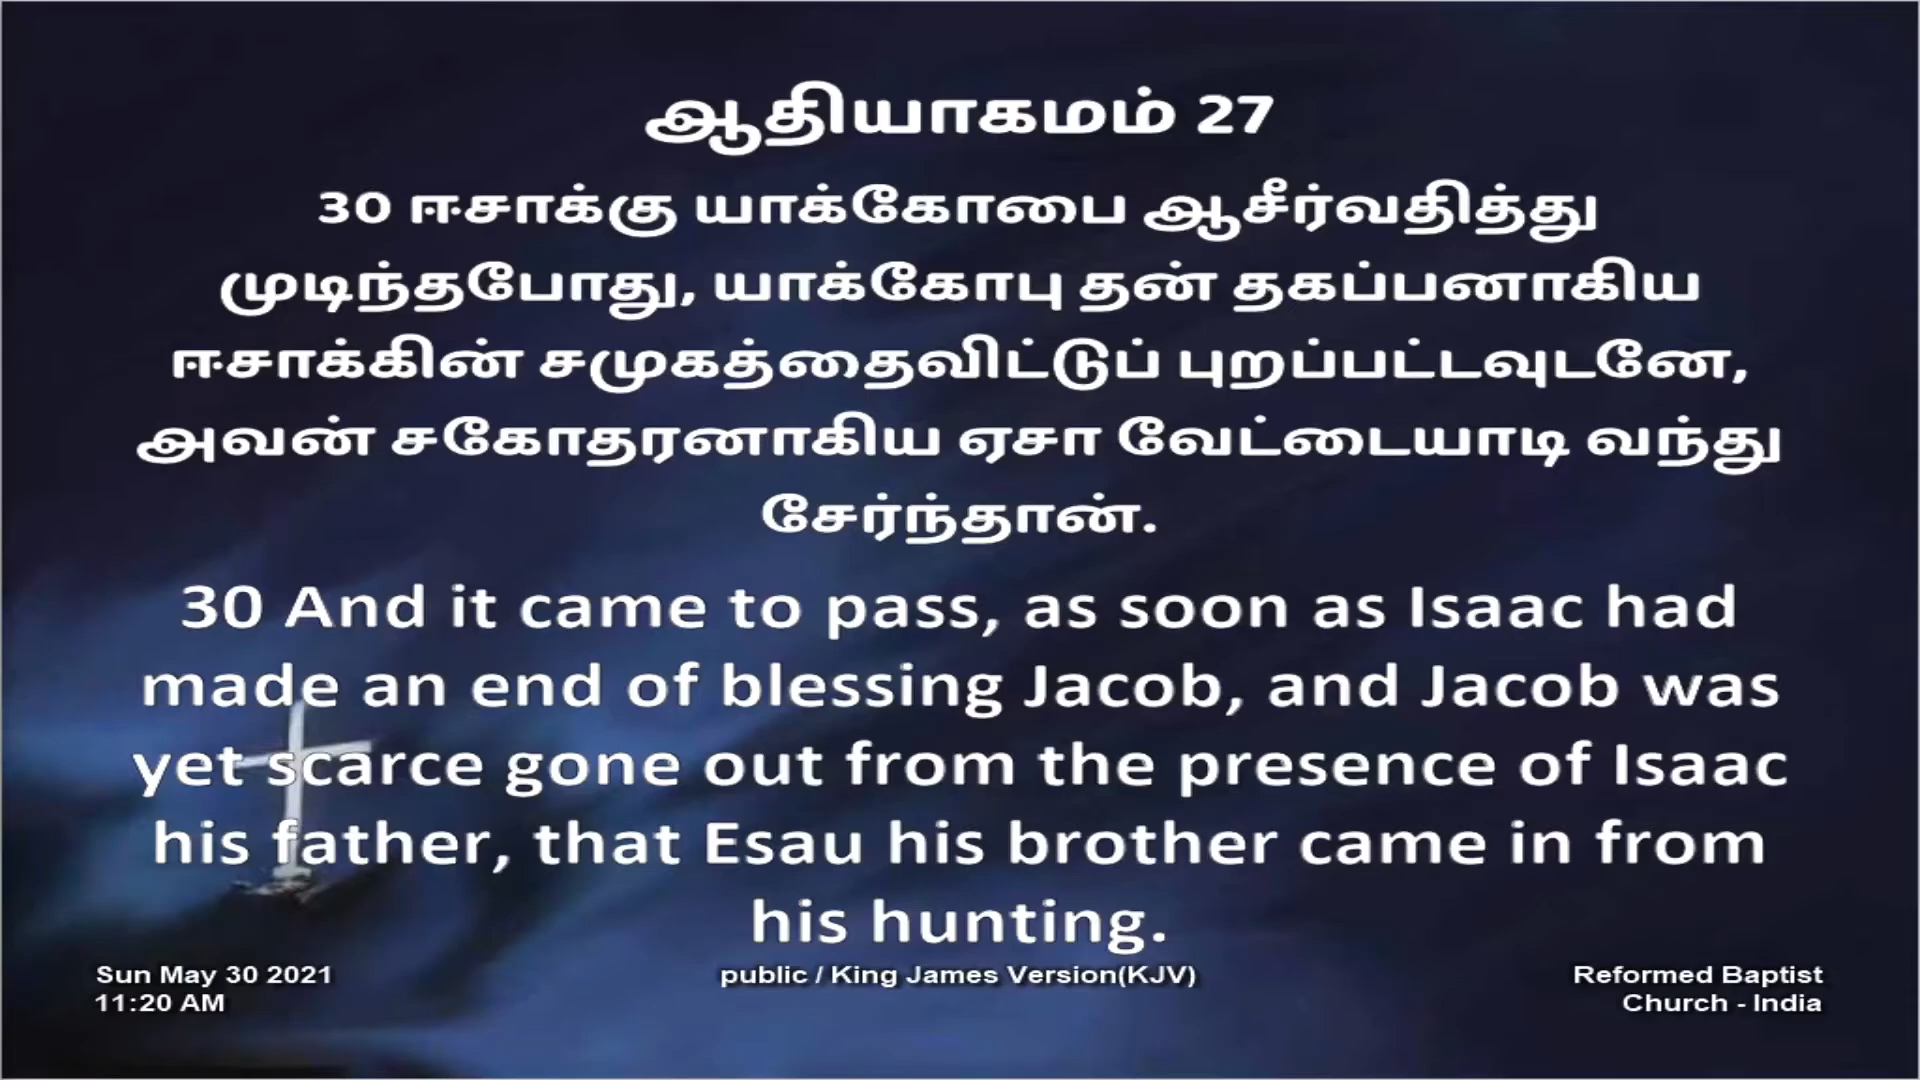 ஆதியாகமம் 27
30 ஈசாக்கு யாக்கோபை ஆசீர்வதித்து
முடிந்தபோது, யாக்கோபு தன் தகப்பனாகிய
ஈசாக்கின் சமுகத்தைவிட்டுப் புறப்பட்டவுடனே,
அவன் சகோதரனாகிய ஏசா வேட்டையாடி வந்து
சேர்ந்தான்.
30 And it came to pass, as soon as Isaac had
made an end of blessing Jacob, and Jacob was
yet scarce gone out from the presence of Isaac
his father, that Esau his brother came in from
his hunting.
Sun May 30 2021
11:20 AM
public / King James Version(KJV)
Reformed Baptist
Church - India